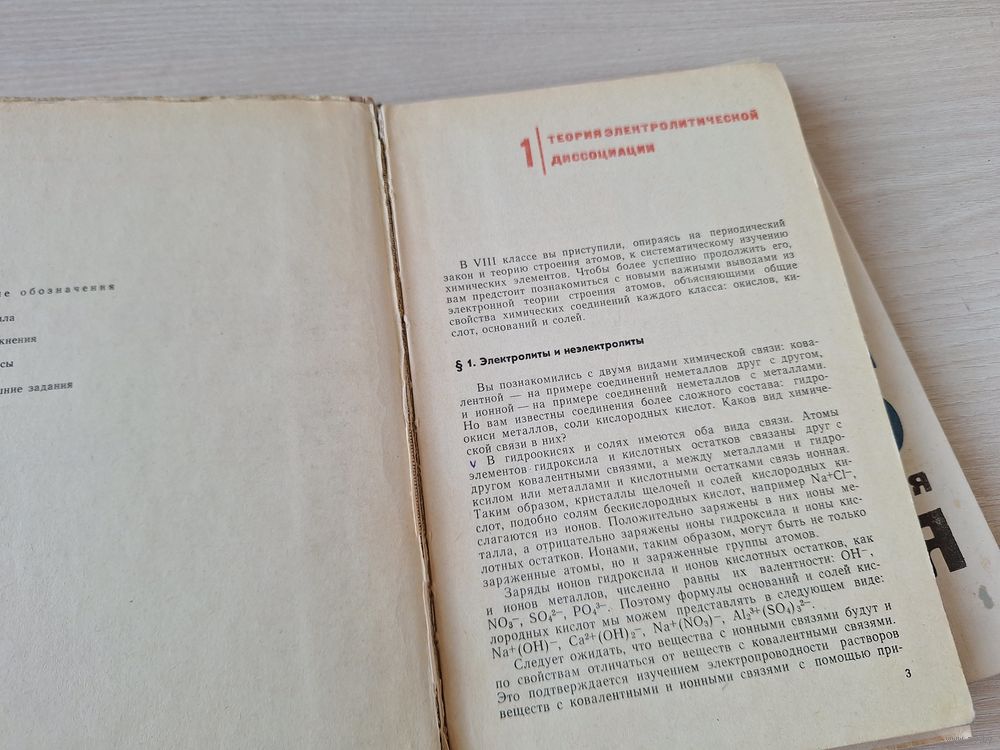 ие обозначения
ила
жнения
сы
шние задания
1 ТЕОРИЯ ЭЛЕКТРОЛИТИЧЕСКОЙ
ДИССОЦИАЦИИ
В VIII классе вы приступили, опираясь на периодический
закон и теорию строения атомов, к систематическому изучению
химических элементов. Чтобы более успешно продолжить его,
вам предстоит познакомиться с новыми важными выводами из
электронной теории строения атомов, объясняющими общие
свойства химических соединений каждого класса: окислов, ки-
слот, оснований и солей.
§ 1. Электролиты и неэлектролиты
Вы познакомились с двумя видами химической связи: кова-
лентной — на примере соединений неметаллов друг с другом,
и ионной — на примере соединений неметаллов с металлами.
Но вам известны соединения более сложного состава: гидро-
окиси металлов, соли кислородных кислот. Каков вид химиче-
ской связи в них?
V В гидроокисях и солях имеются оба вида связи. Атомы
элементов гидроксила и кислотных остатков связаны друг с
другом ковалентными связями, а между металлами и гидро-
ксилом или металлами и кислотными остатками связь ионная.
Таким образом, кристаллы щелочей и солей кислородных ки-
слот, подобно солям бескислородных кислот, например Na⁺Cl⁻,
слагаются из ионов. Положительно заряжены в них ионы ме-
талла, а отрицательно заряжены ионы гидроксила и ионы кис-
лотных остатков. Ионами, таким образом, могут быть не только
заряженные атомы, но и заряженные группы атомов.
Заряды ионов гидроксила и ионов кислотных остатков, как
и ионов металлов, численно равны их валентности: OH⁻,
NO₃⁻, SO₄²⁻, PO₄³⁻. Поэтому формулы оснований и солей кис-
лородных кислот мы можем представлять в следующем виде:
Na⁺(OH)⁻, Ca²⁺(OH)₂⁻, Na⁺(NO₃)⁻, Al₂³⁺(SO₄)₃²⁻.
Следует ожидать, что вещества с ионными связями будут и
по свойствам отличаться от веществ с ковалентными связями.
Это подтверждается изучением электропроводности растворов
веществ с ковалентными и ионными связями с помощью при-
3
я
Я